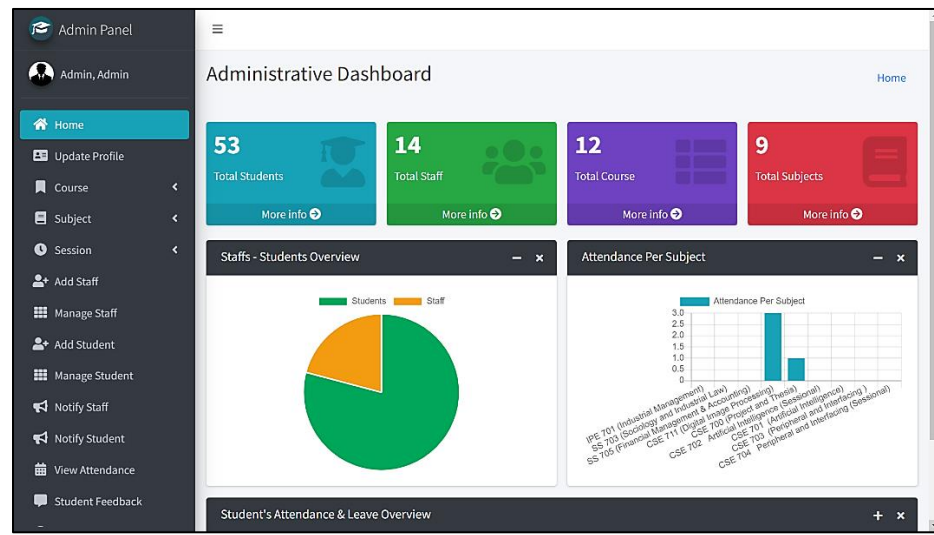 Admin Panel
Admin, Admin
Home
Update Profile
Course
Subject
Session
Add Staff
Manage Staff
Add Student
Manage Student
Notify Staff
Notify Student
View Attendance
Student Feedback
Administrative Dashboard
Home
53
Total Students
More info
14
Total Staff
More info
12
Total Course
More info
9
Total Subjects
More info
Staffs - Students Overview
Students
Staff
Attendance Per Subject
Attendance Per Subject
3.0
2.5
2.0
1.5
1.0
0.5
0
IPE 701 (Industrial Management)
SS 703 (Sociology and Industrial Law)
SS 705 (Financial Management & Accounting)
CSE 711 (Digital Image Processing)
CSE 700 (Project and Thesis)
CSE 702 Artificial Intelligence (Sessional)
CSE 701 (Artificial Intelligence)
CSE 703 (Peripheral and Interfacing )
CSE 704 Peripheral and Interfacing (Sessional)
Student's Attendance & Leave Overview